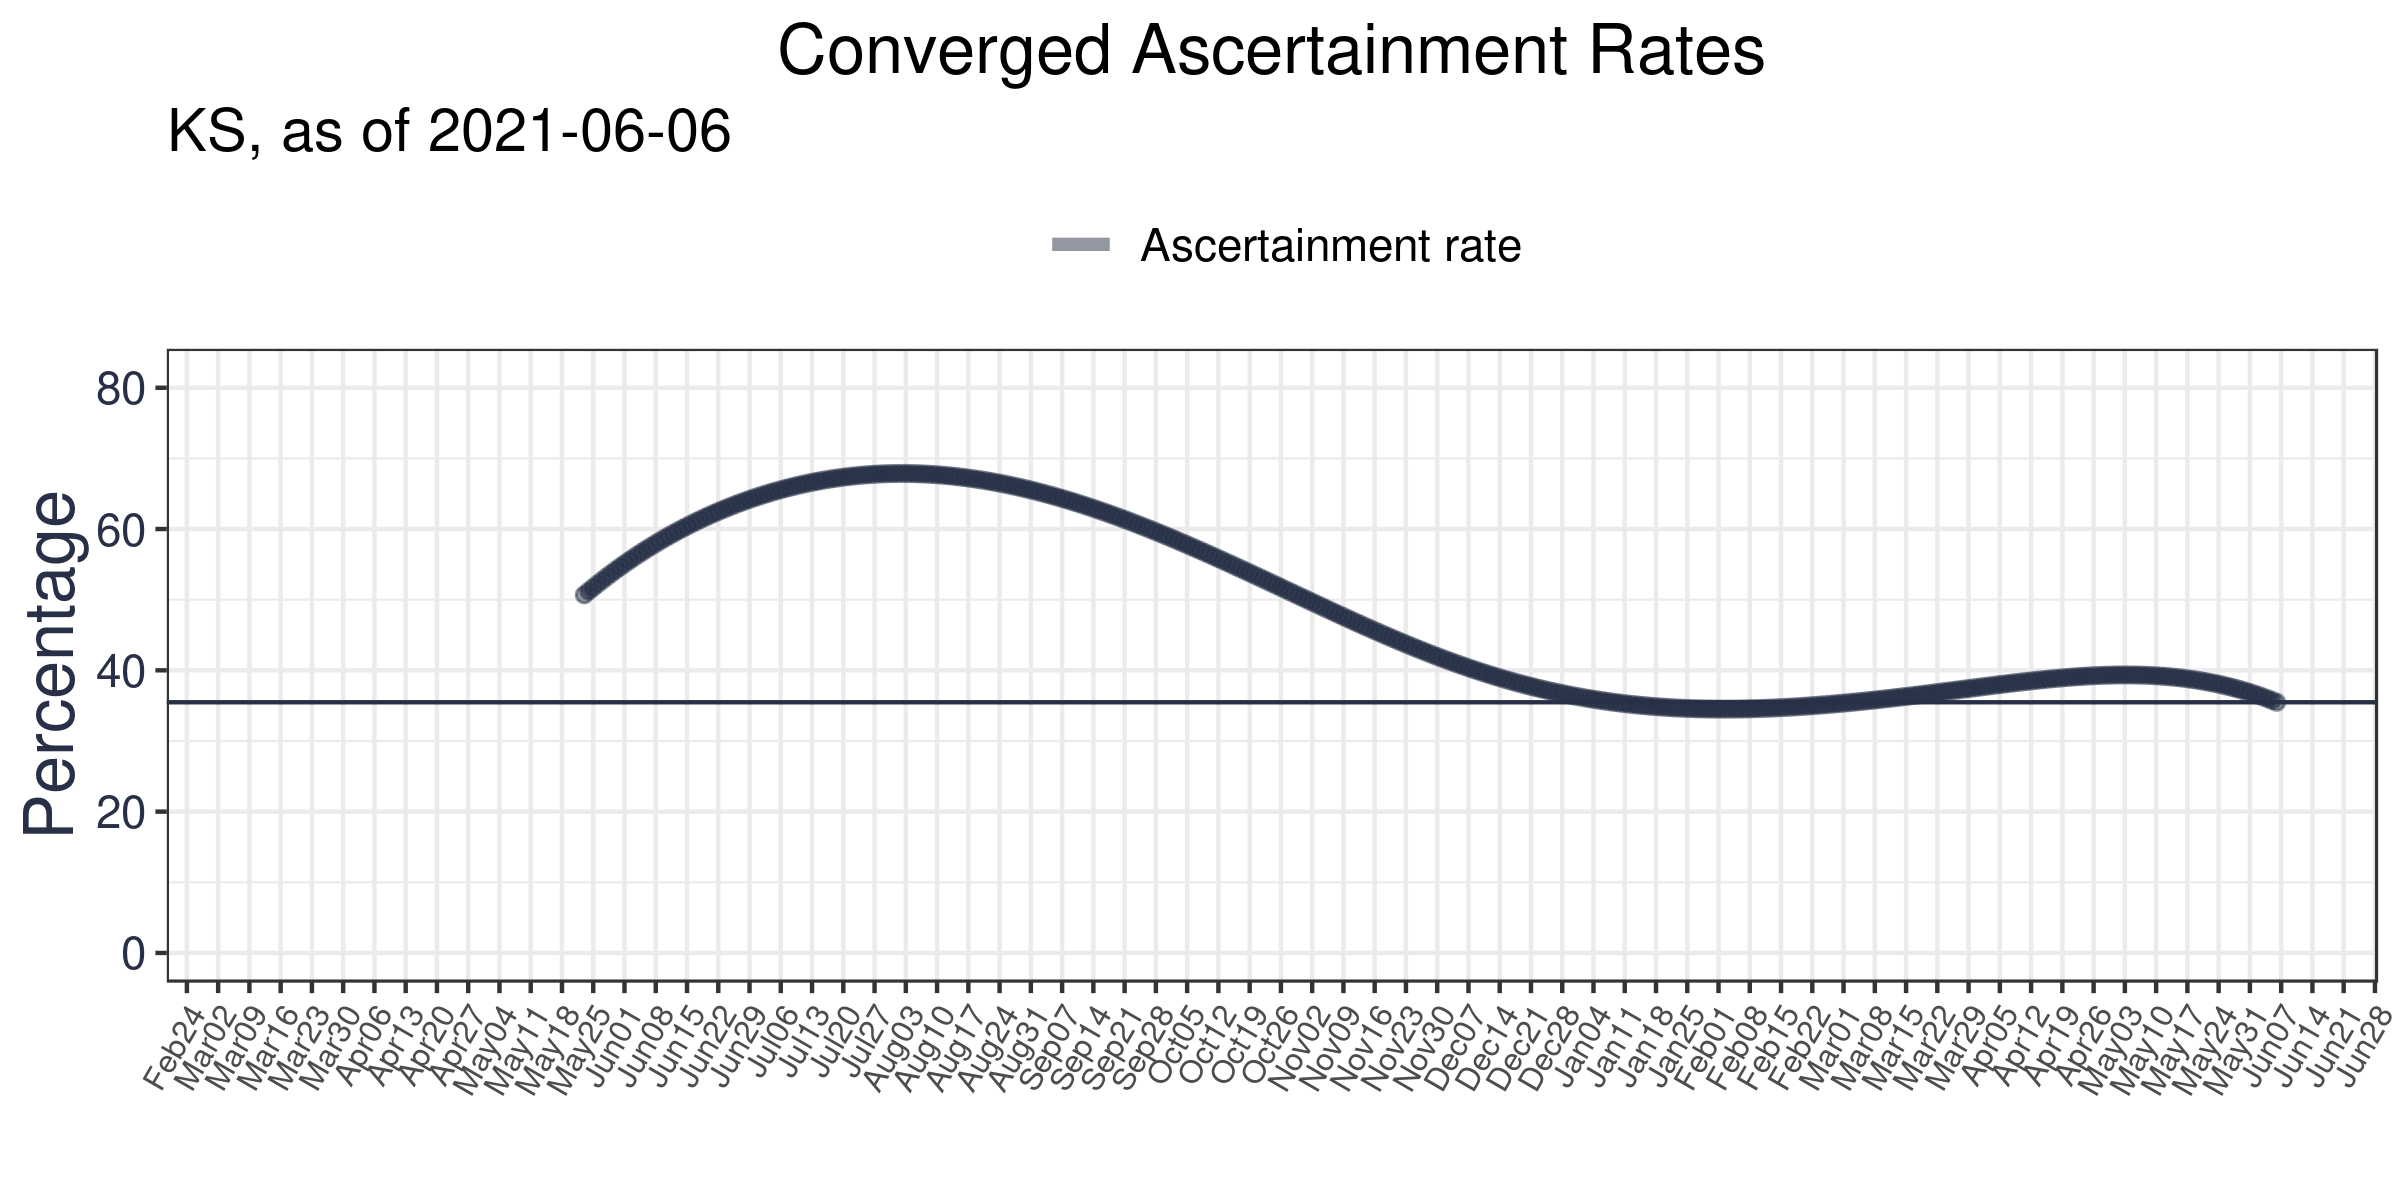 Converged Ascertainment Rates
KS, as of 2021-06-06
Ascertainment rate
Percentage
80
60
40
20
0
Feb24
Mar02
Mar09
Mar16
Mar23
Mar30
Apr06
Apr13
Apr20
Apr27
May04
May11
May18
May25
Jun01
Jun08
Jun15
Jun22
Jun29
Jul06
Jul13
Jul20
Jul27
Aug03
Aug10
Aug17
Aug24
Aug31
Sep07
Sep14
Sep21
Sep28
Oct05
Oct12
Oct19
Oct26
Nov02
Nov09
Nov16
Nov23
Nov30
Dec07
Dec14
Dec21
Dec28
Jan04
Jan11
Jan18
Jan25
Feb01
Feb08
Feb15
Feb22
Mar01
Mar08
Mar15
Mar22
Mar29
Apr05
Apr12
Apr19
Apr26
May03
May10
May17
May24
May31
Jun07
Jun14
Jun21
Jun28